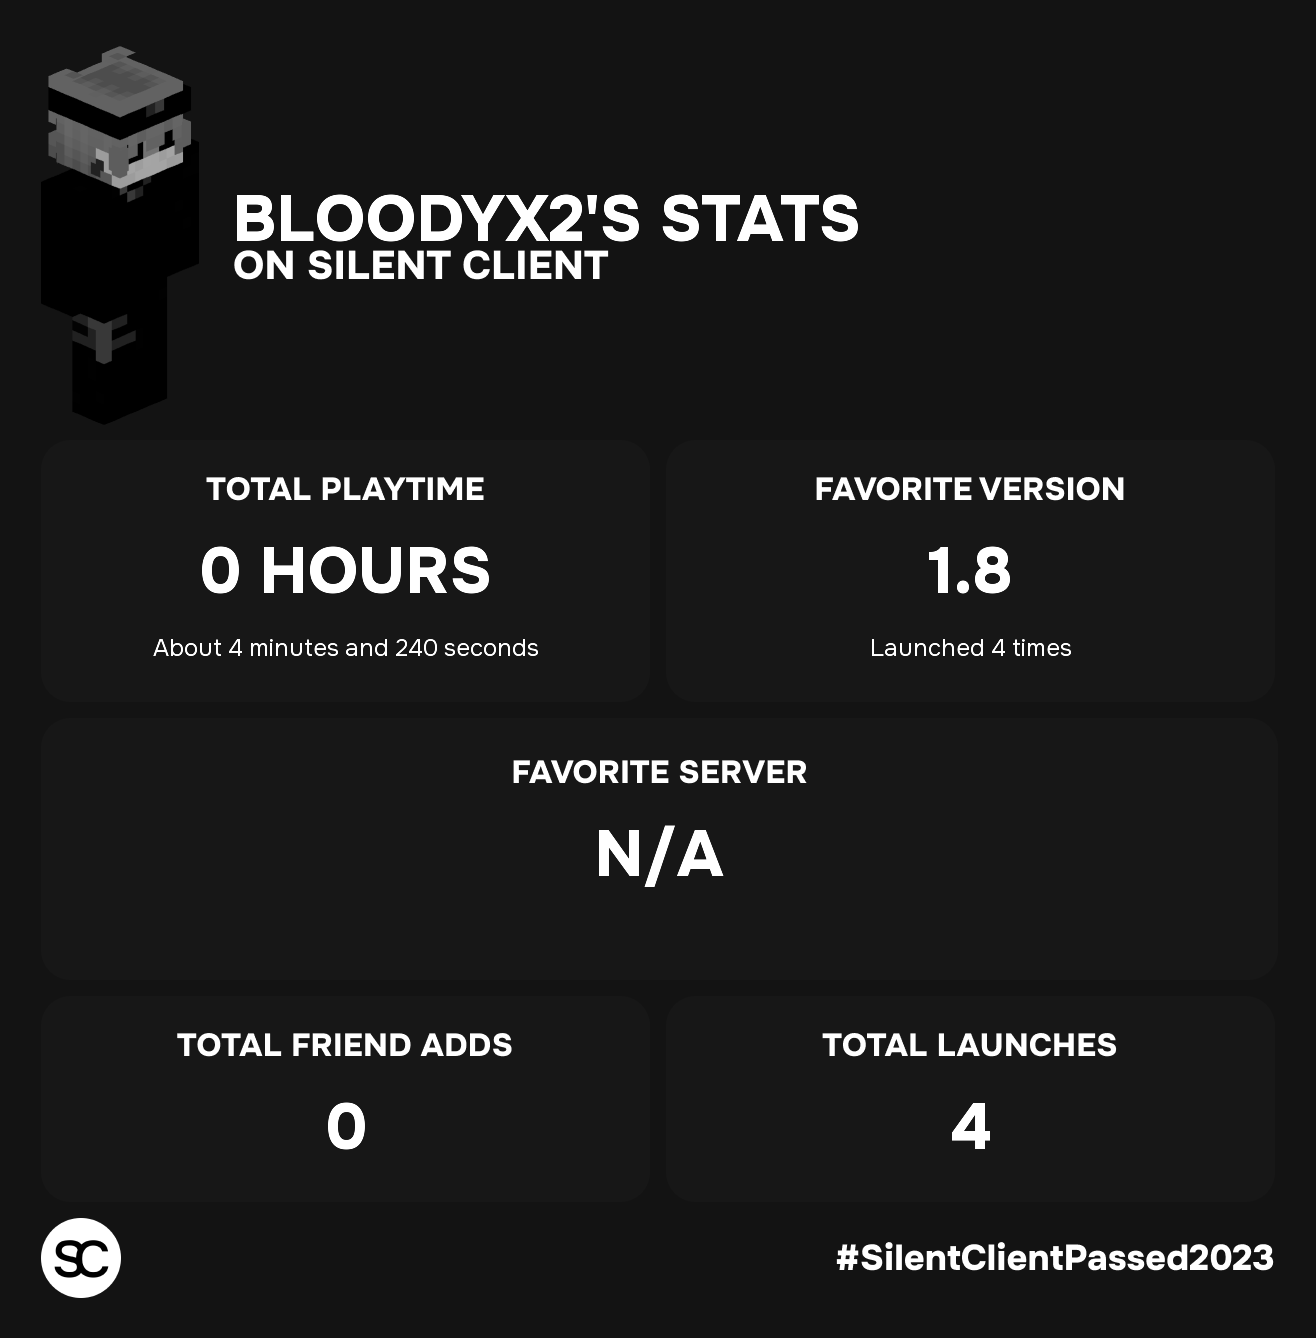 BLOODYX2'S STATS
ON SILENT CLIENT
TOTAL PLAYTIME
0 HOURS
About 4 minutes and 240 seconds
FAVORITE VERSION
1.8
Launched 4 times
FAVORITE SERVER
N/A
TOTAL FRIEND ADDS
0
TOTAL LAUNCHES
4
SC
#SilentClientPassed2023